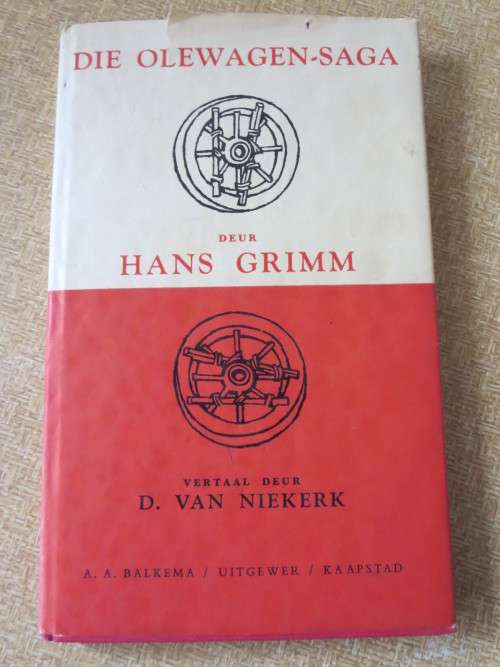 DIE OLEWAGEN-SAGA
DEUR
HANS GRIMM
VERTAAL DEUR
D. VAN NIEKERK
A. A. BALKEMA / UITGEWER / KAAPSTAD